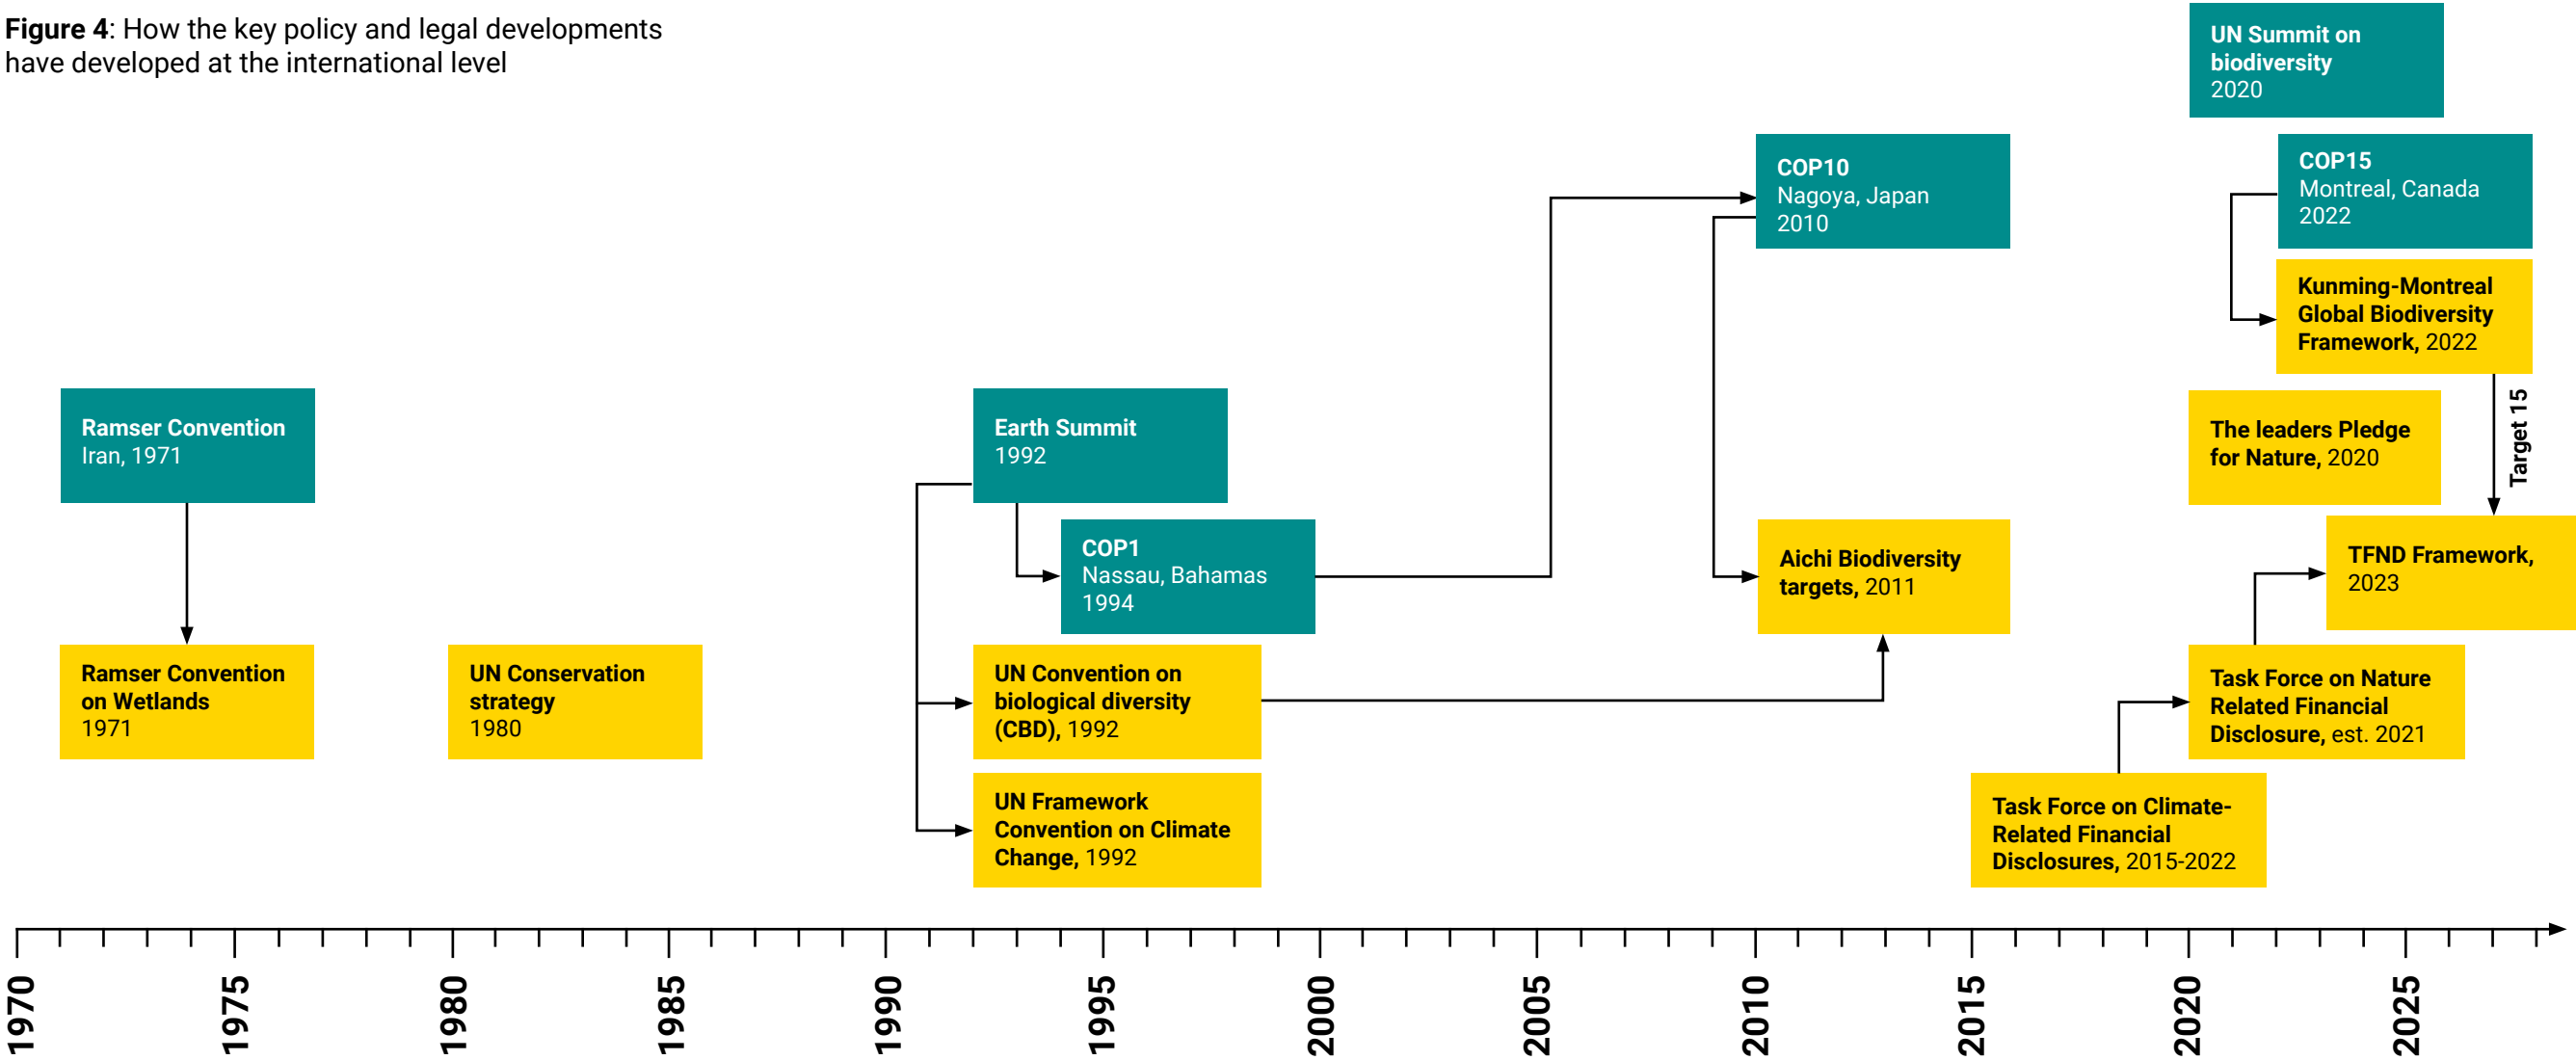 Figure 4: How the key policy and legal developments
have developed at the international level
UN Summit on
biodiversity
2020
COP10
Nagoya, Japan
2010
COP15
Montreal, Canada
2022
Kunming-Montreal
Global Biodiversity
Framework, 2022
Ramser Convention
Iran, 1971
Earth Summit
1992
The leaders Pledge
for Nature, 2020
Target 15
COP1
Nassau, Bahamas
1994
Aichi Biodiversity
targets, 2011
TFND Framework,
2023
Ramser Convention
on Wetlands
1971
UN Conservation
strategy
1980
UN Convention on
biological diversity
(CBD), 1992
Task Force on Nature
Related Financial
Disclosure, est. 2021
UN Framework
Convention on Climate
Change, 1992
Task Force on Climate-
Related Financial
Disclosures, 2015-2022
1970
1975
1980
1985
1990
1995
2000
2005
2010
2015
2020
2025